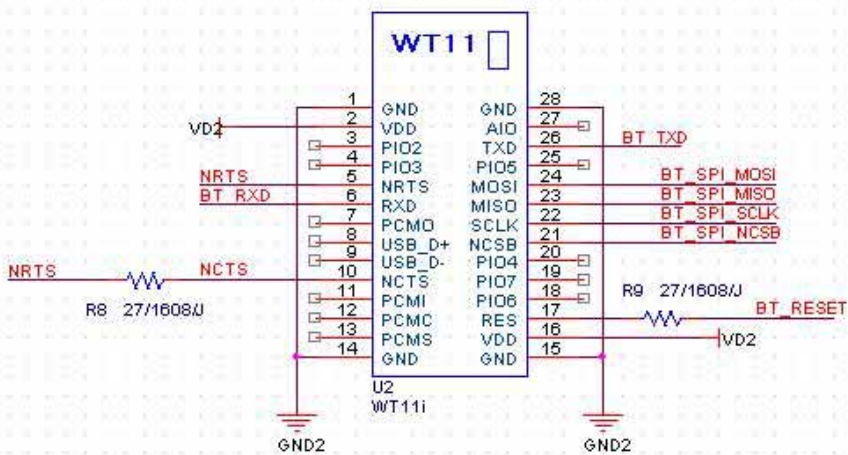 WT11
1 GND GND 28
VD2 2 VDD AIO 27
3 PIO2 TXD 26 BT_TXD
4 PIO3 PIO5 25
NRTS 5 NRTS MOSI 24 BT_SPI_MOSI
BT_RXD 6 RXD MISO 23 BT_SPI_MISO
7 PCMO SCLK 22 BT_SPI_SCLK
8 USB_D+ NCSB 21 BT_SPI_NCSB
9 USB_D- PIO4 20
NRTS NCTS 10 NCTS PIO7 19
11 PCMI PIO6 18
R8 27/1608/J
R9 27/1608/J
12 PCMC RES 17 BT_RESET
13 PCMS VDD 16 VD2
14 GND GND 15
U2
WT11i
GND2 GND2